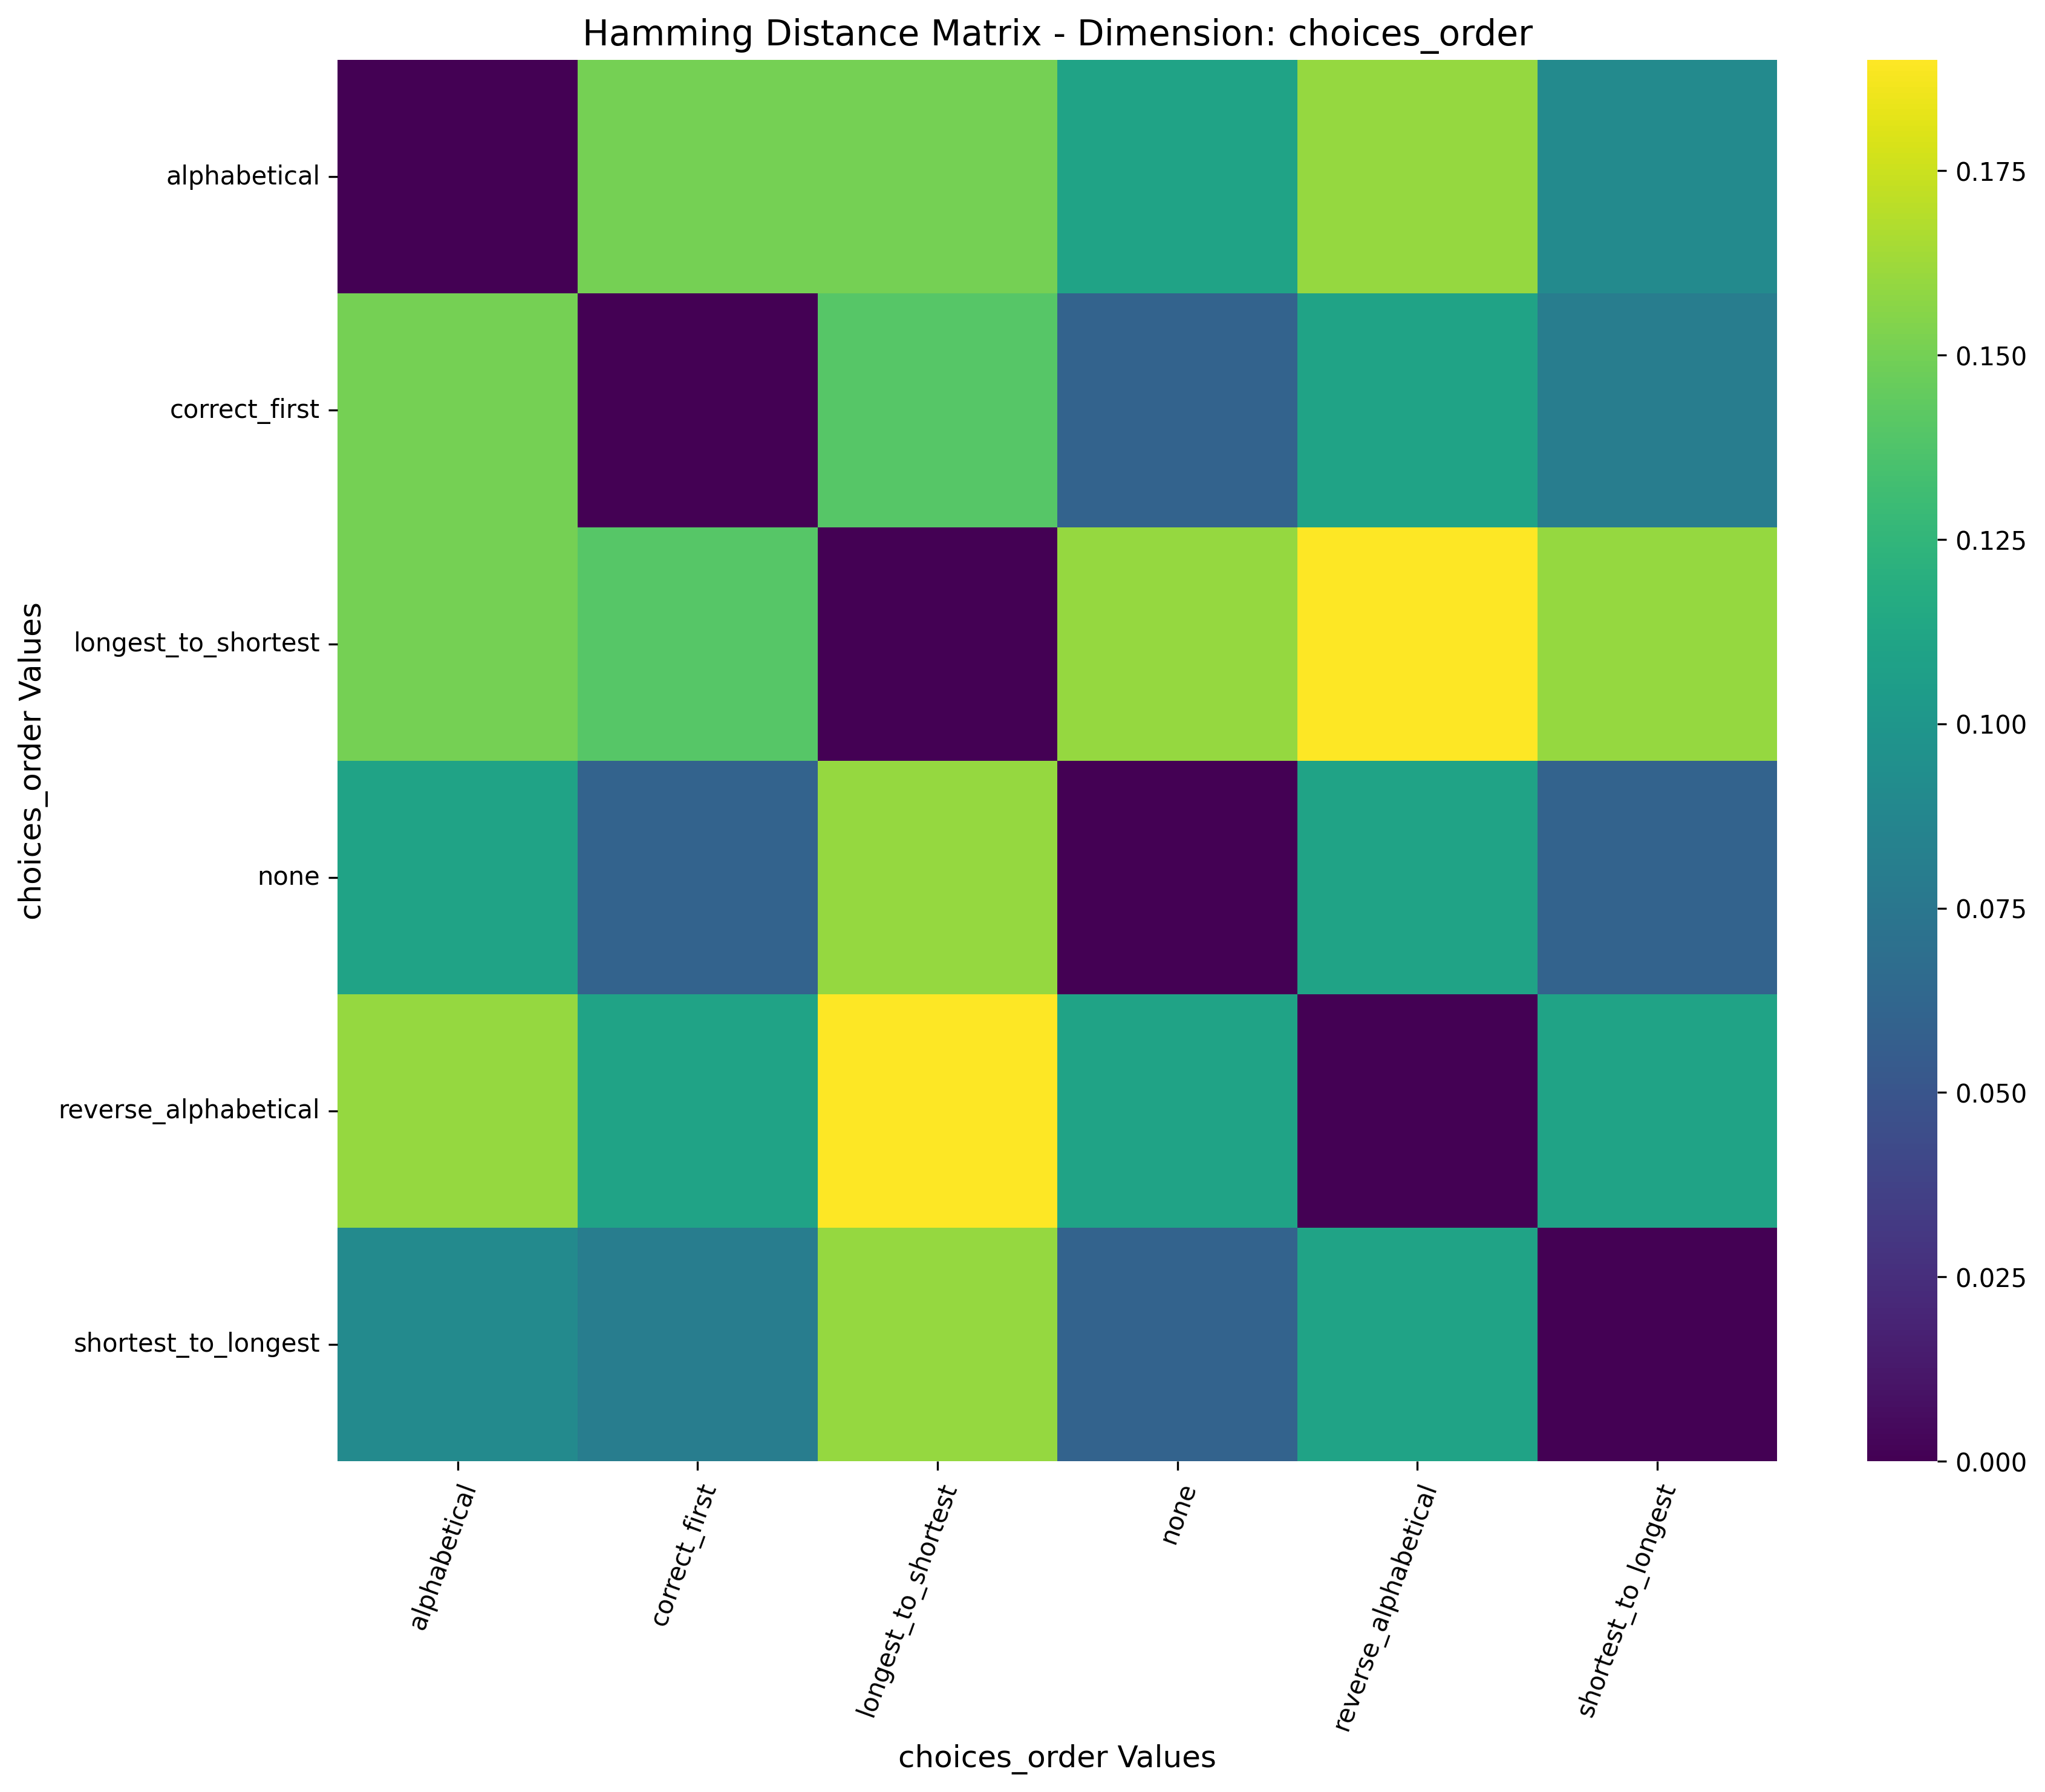 Hamming Distance Matrix - Dimension: choices_order
choices_order Values
alphabetical
correct_first
longest_to_shortest
none
reverse_alphabetical
shortest_to_longest
alphabetical
correct_first
longest_to_shortest
none
reverse_alphabetical
shortest_to_longest
choices_order Values
0.175
0.150
0.125
0.100
0.075
0.050
0.025
0.000